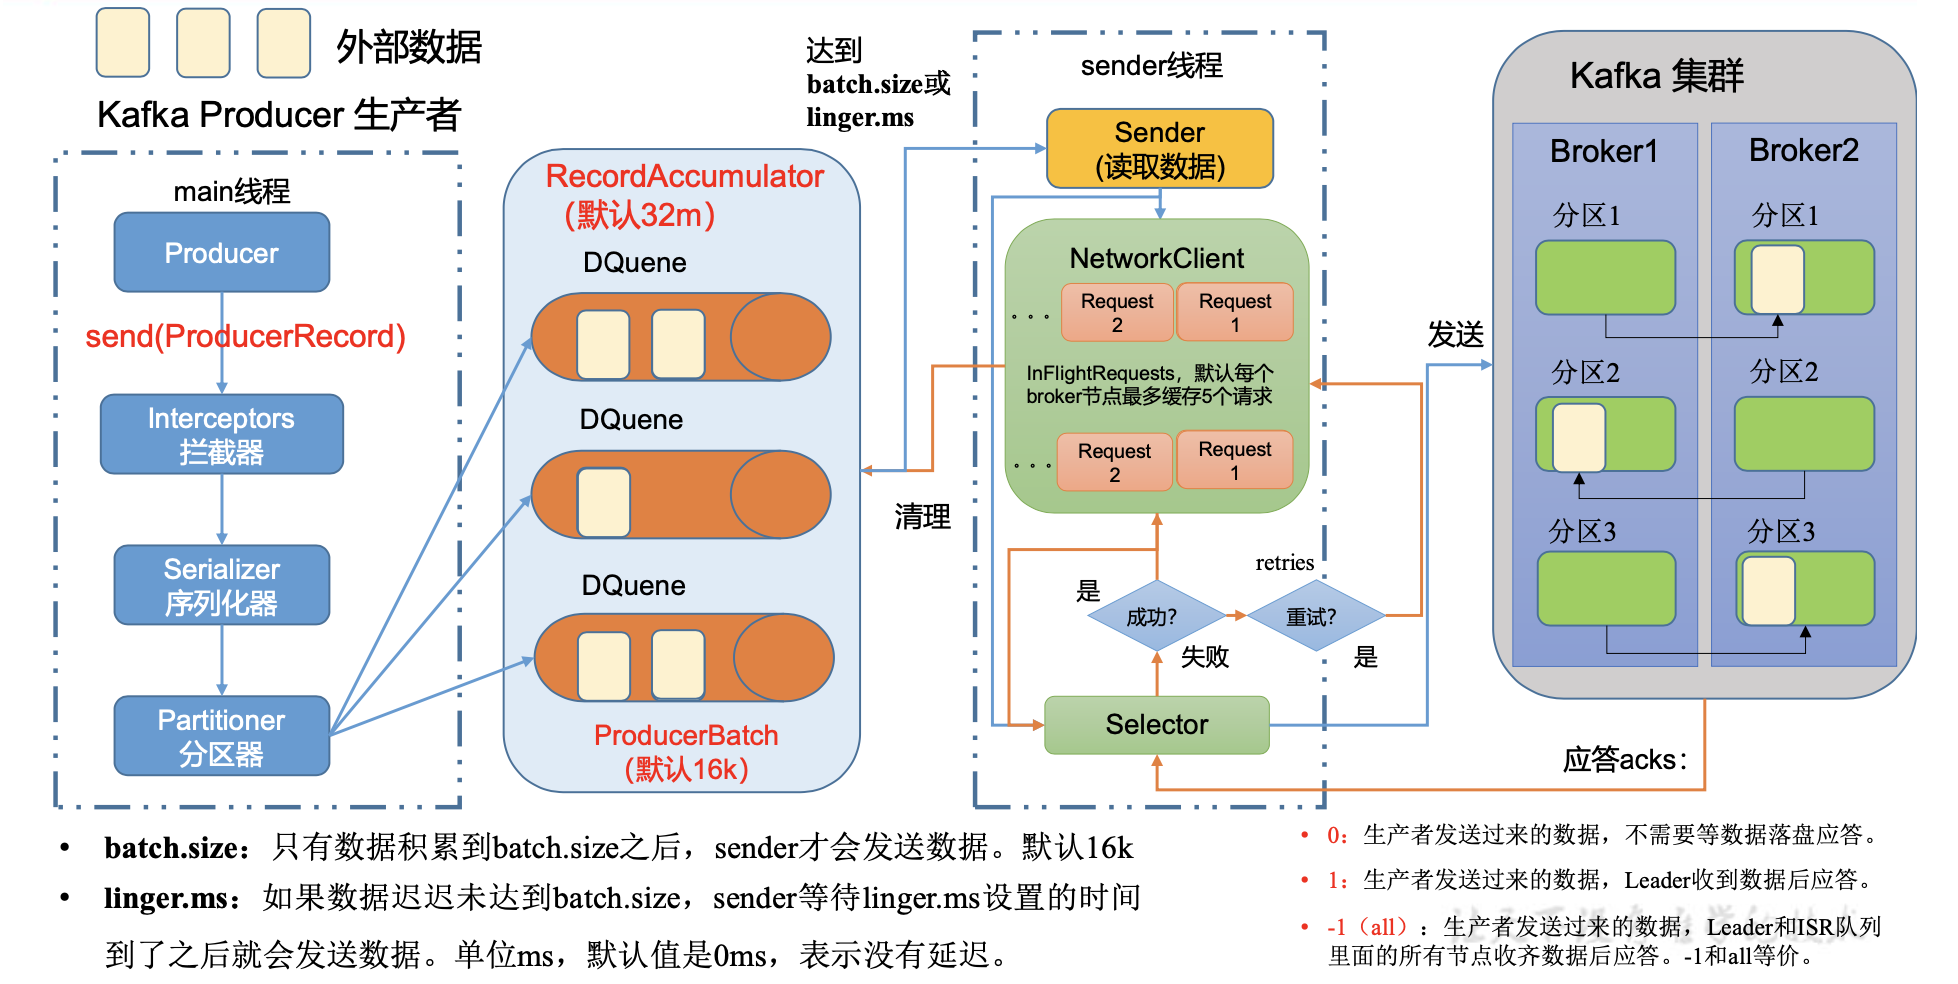 外部数据
Kafka Producer 生产者
main线程
Producer
send(ProducerRecord)
Interceptors
拦截器
Serializer
序列化器
Partitioner
分区器
RecordAccumulator
（默认32m）
DQuene
DQuene
DQuene
ProducerBatch
（默认16k）
达到
batch.size或
linger.ms
清理
sender线程
Sender
(读取数据)
NetworkClient
Request
2
Request
1
InFlightRequests，默认每个
broker节点最多缓存5个请求
Request
2
Request
1
retries
是
成功？
重试？
失败
是
Selector
发送
Kafka 集群
Broker1
Broker2
分区1
分区1
分区2
分区2
分区3
分区3
应答acks：
• batch.size：只有数据积累到batch.size之后，sender才会发送数据。默认16k
• linger.ms：如果数据迟迟未达到batch.size，sender等待linger.ms设置的时间
到了之后就会发送数据。单位ms，默认值是0ms，表示没有延迟。
• 0：生产者发送过来的数据，不需要等数据落盘应答。
• 1：生产者发送过来的数据，Leader收到数据后应答。
• -1（all）：生产者发送过来的数据，Leader和ISR队列
里面的所有节点收齐数据后应答。-1和all等价。